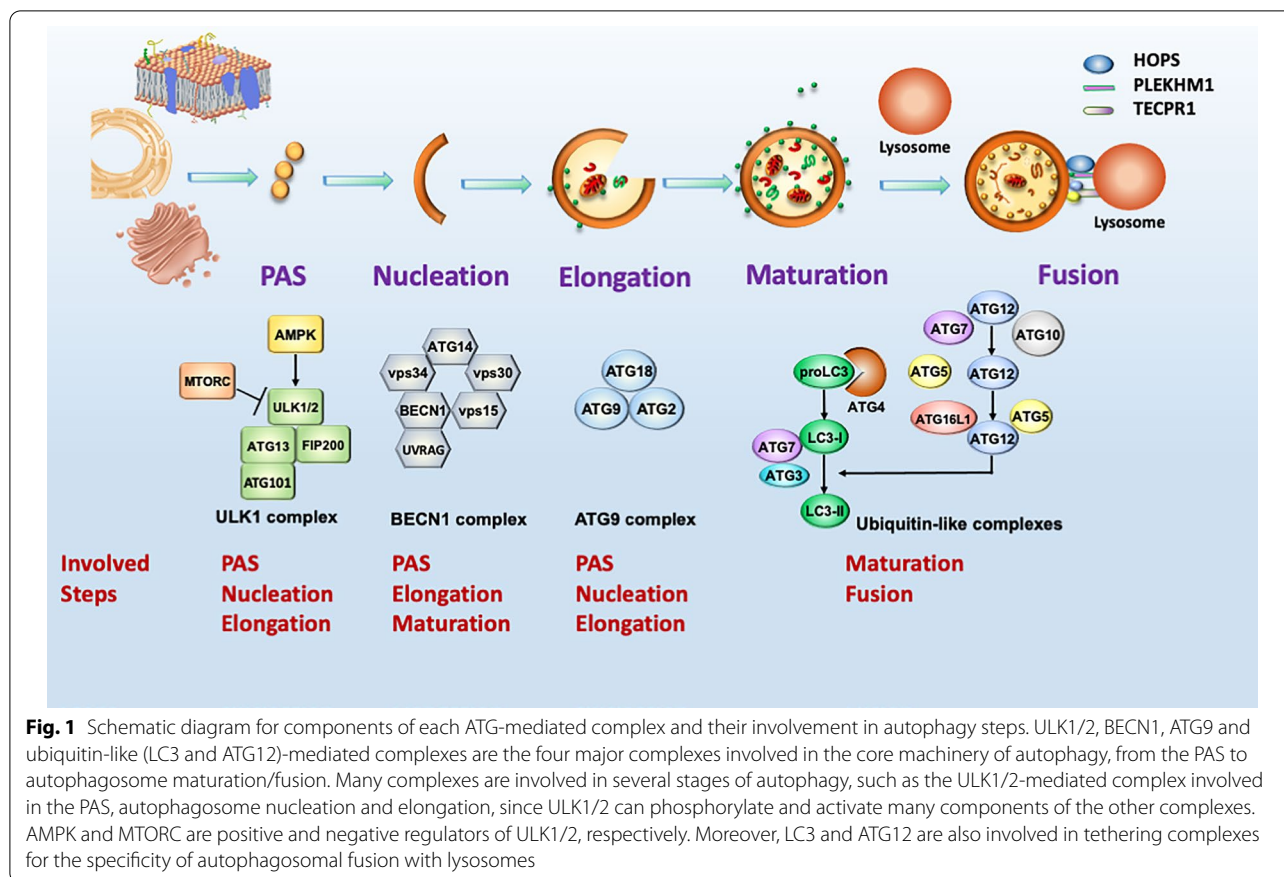 HOPS
PLEKHM1
TECPR1
Lysosome
Lysosome
PAS
Nucleation
Elongation
Maturation
Fusion
AMPK
MTORC
ULK1/2
ATG13
FIP200
ATG101
ULK1 complex
ATG14
vps34
vps30
BECN1
vps15
UVRAG
BECN1 complex
ATG18
ATG9
ATG2
ATG9 complex
proLC3
ATG4
LC3-I
ATG7
ATG3
LC3-II
ATG12
ATG7
ATG10
ATG5
ATG12
ATG16L1
ATG5
ATG12
Ubiquitin-like complexes
Involved
Steps
PAS
Nucleation
Elongation
PAS
Elongation
Maturation
PAS
Nucleation
Elongation
Maturation
Fusion
Fig. 1 Schematic diagram for components of each ATG-mediated complex and their involvement in autophagy steps. ULK1/2, BECN1, ATG9 and
ubiquitin-like (LC3 and ATG12)-mediated complexes are the four major complexes involved in the core machinery of autophagy, from the PAS to
autophagosome maturation/fusion. Many complexes are involved in several stages of autophagy, such as the ULK1/2-mediated complex involved
in the PAS, autophagosome nucleation and elongation, since ULK1/2 can phosphorylate and activate many components of the other complexes.
AMPK and MTORC are positive and negative regulators of ULK1/2, respectively. Moreover, LC3 and ATG12 are also involved in tethering complexes
for the specificity of autophagosomal fusion with lysosomes